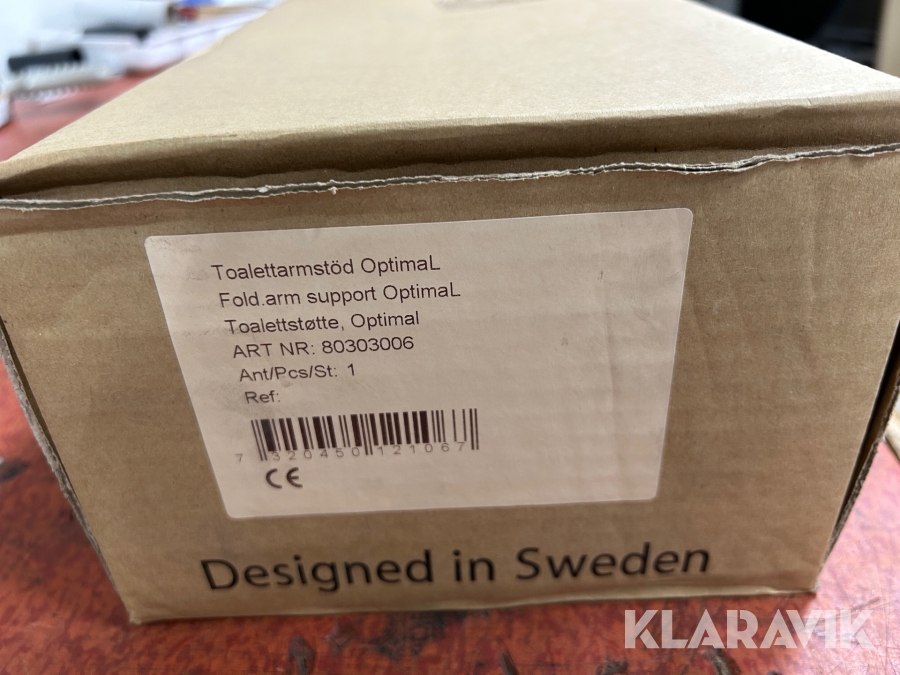 Toalettarmstöd OptimaL
Fold.arm support OptimaL
Toalettstøtte, Optimal
ART NR: 80303006
Ant/Pcs/St: 1
Ref:
7 320450 121067
CE
Designed in Sweden
KLARAVIK